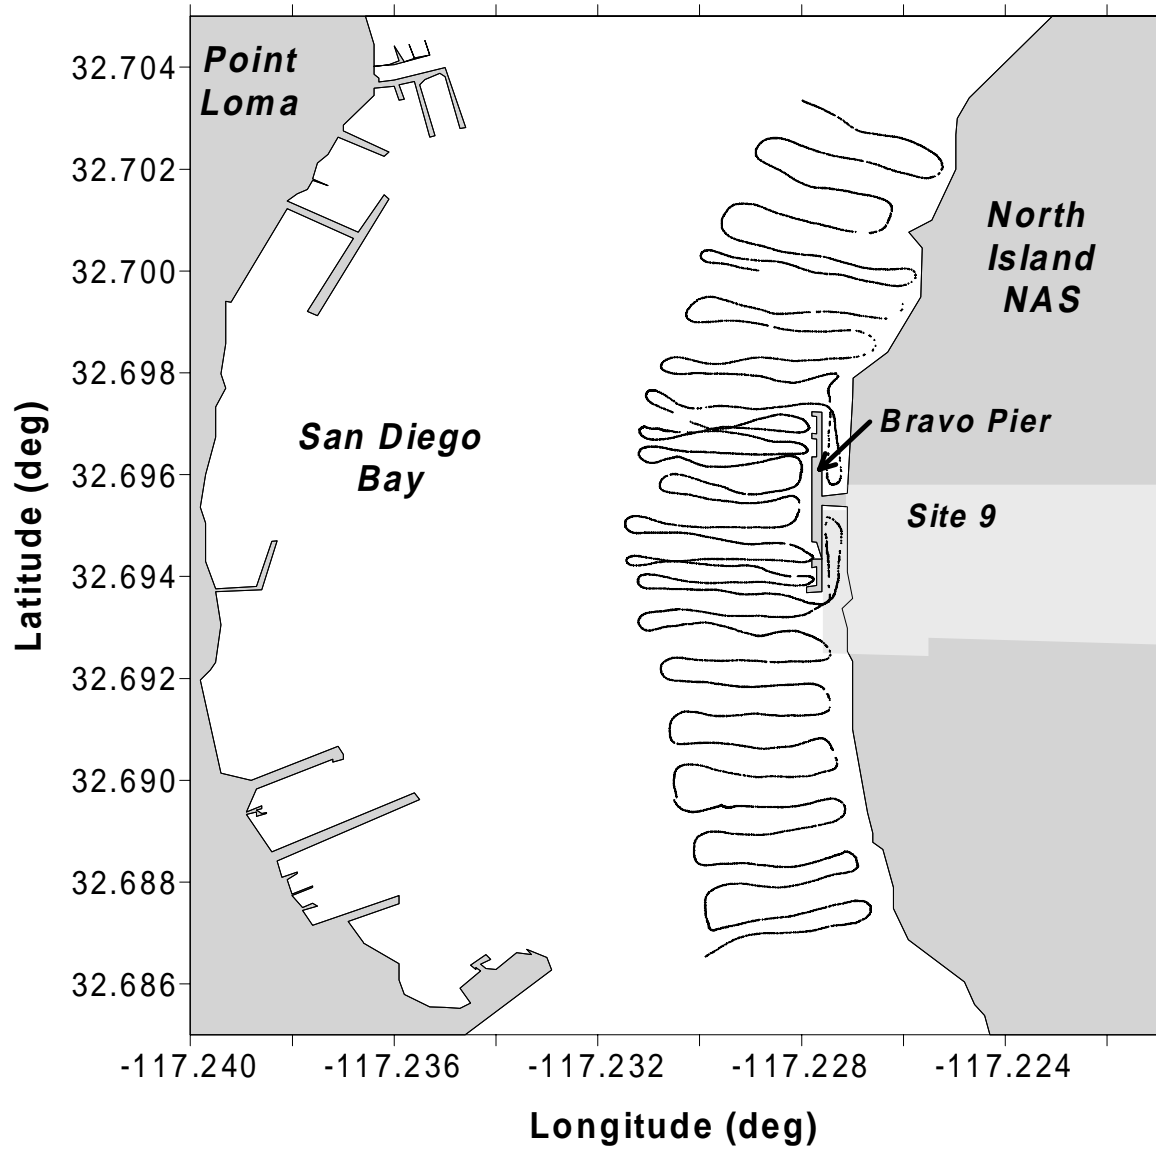 Point
Loma
North
Island
NAS
San Diego
Bay
Bravo Pier
Site 9
Latitude (deg)
32.704
32.702
32.700
32.698
32.696
32.694
32.692
32.690
32.688
32.686
-117.240
-117.236
-117.232
-117.228
-117.224
Longitude (deg)